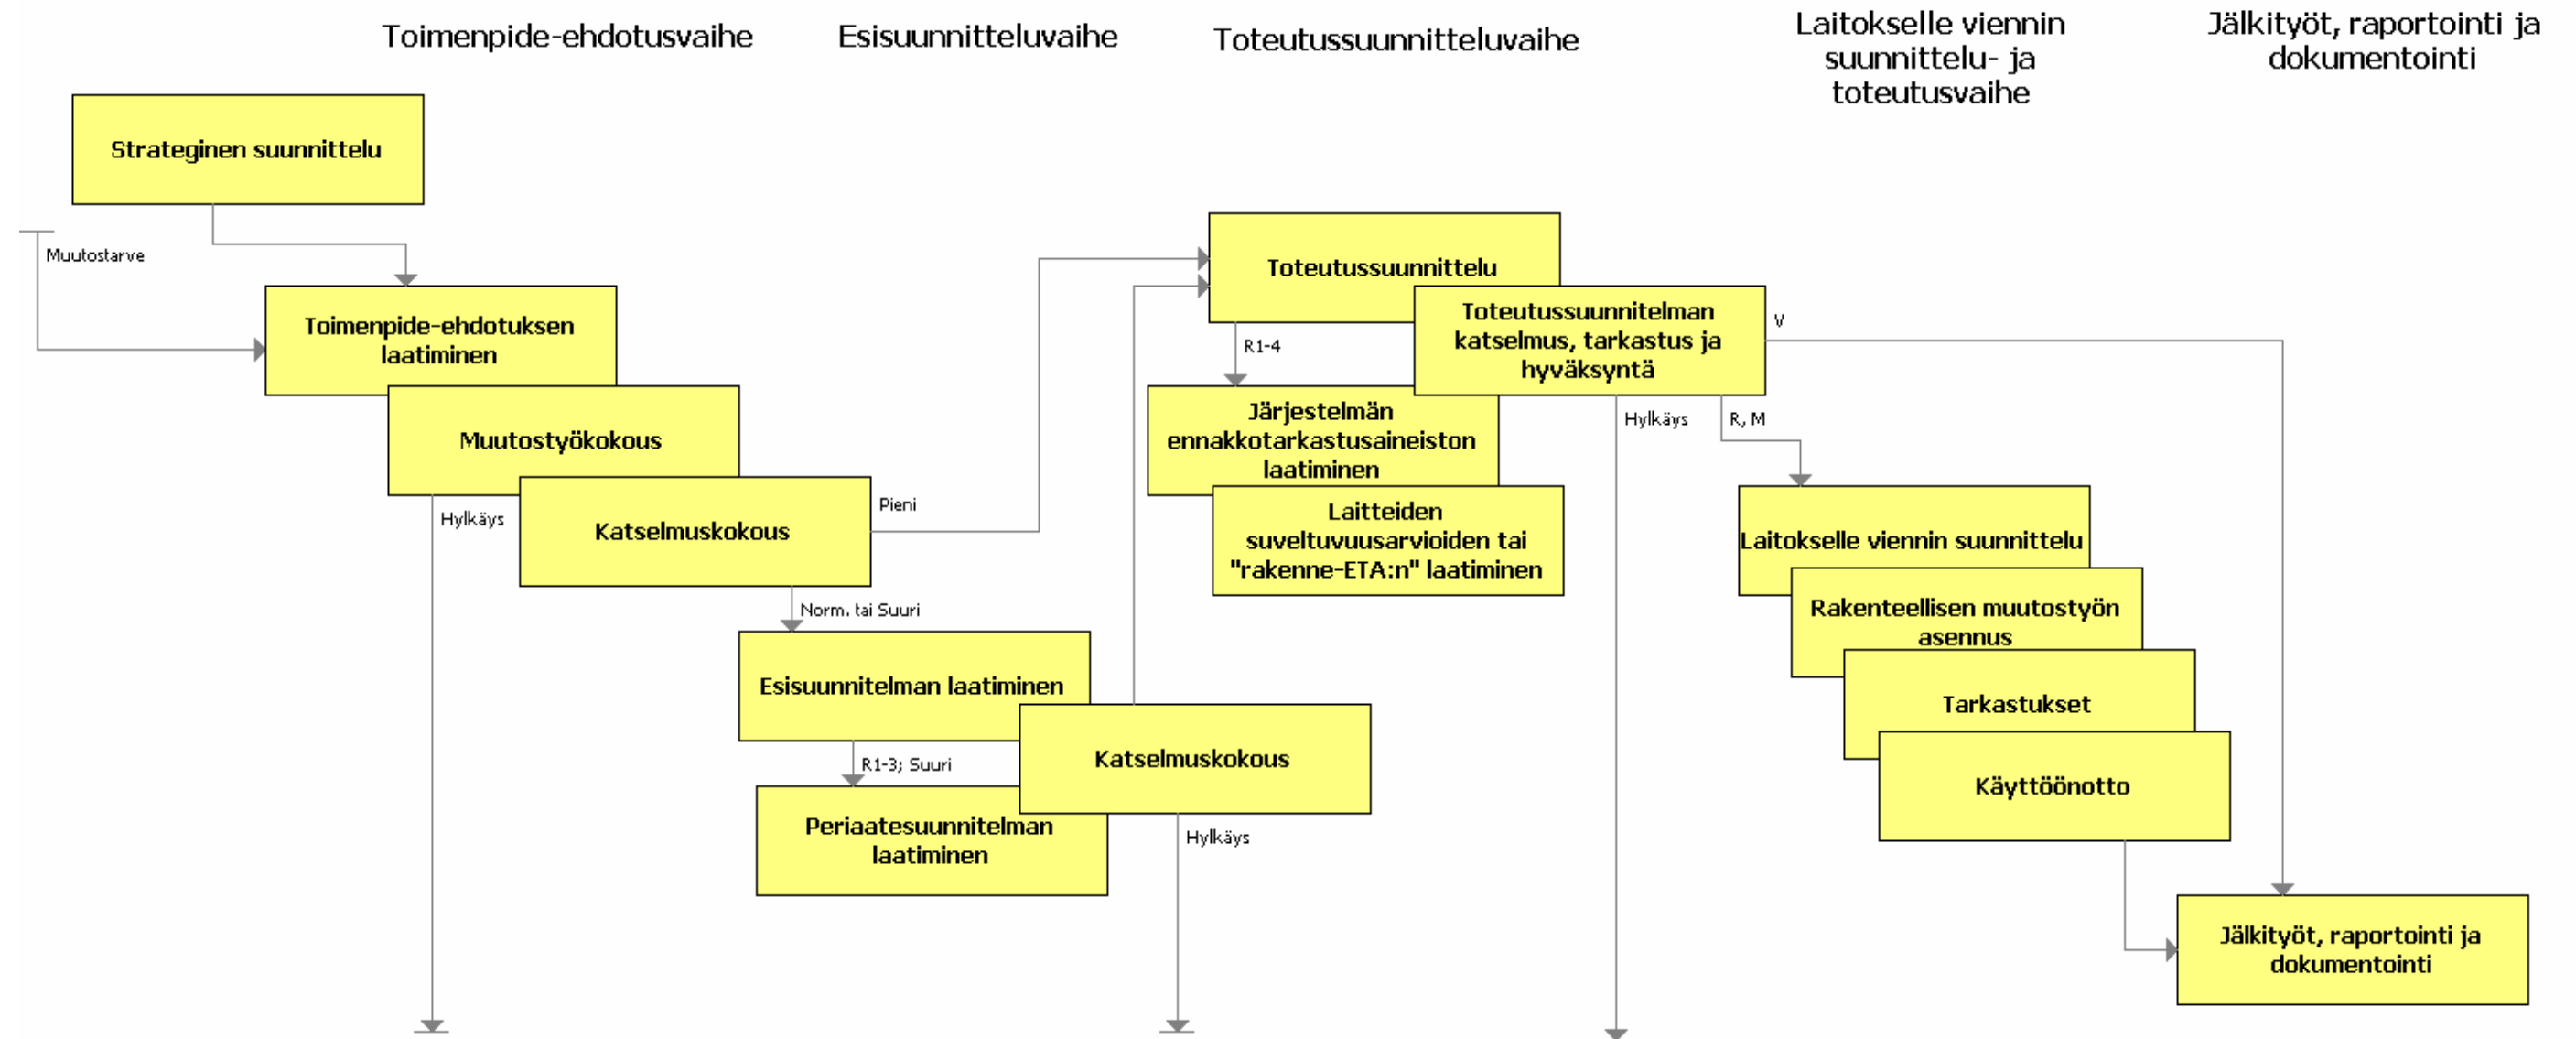 Toimenpide-ehdotusvaihe
Esisuunnitteluvaihe
Toteutussuunnitteluvaihe
Laitokselle viennin
suunnittelu- ja
toteutusvaihe
Jälkityöt, raportointi ja
dokumentointi
Strateginen suunnittelu
Muutostarve
Toimenpide-ehdotuksen
laatiminen
Muutostyökokous
Hylkäys
Katselmuskokous
Pieni
Norm. tai Suuri
Esisuunnitelman laatiminen
R1-3; Suuri
Periaatesuunnitelman
laatiminen
Katselmuskokous
Hylkäys
Toteutussuunnittelu
R1-4
Toteutussuunnitelman
katselmus, tarkastus ja
hyväksyntä
V
Hylkäys
R, M
Järjestelmän
ennakkotarkastusaineiston
laatiminen
Laitteiden
suveltuvuusarvioiden tai
"rakenne-ETA:n" laatiminen
Laitokselle viennin suunnittelu
Rakenteellisen muutostyön
asennus
Tarkastukset
Käyttöönotto
Jälkityöt, raportointi ja
dokumentointi